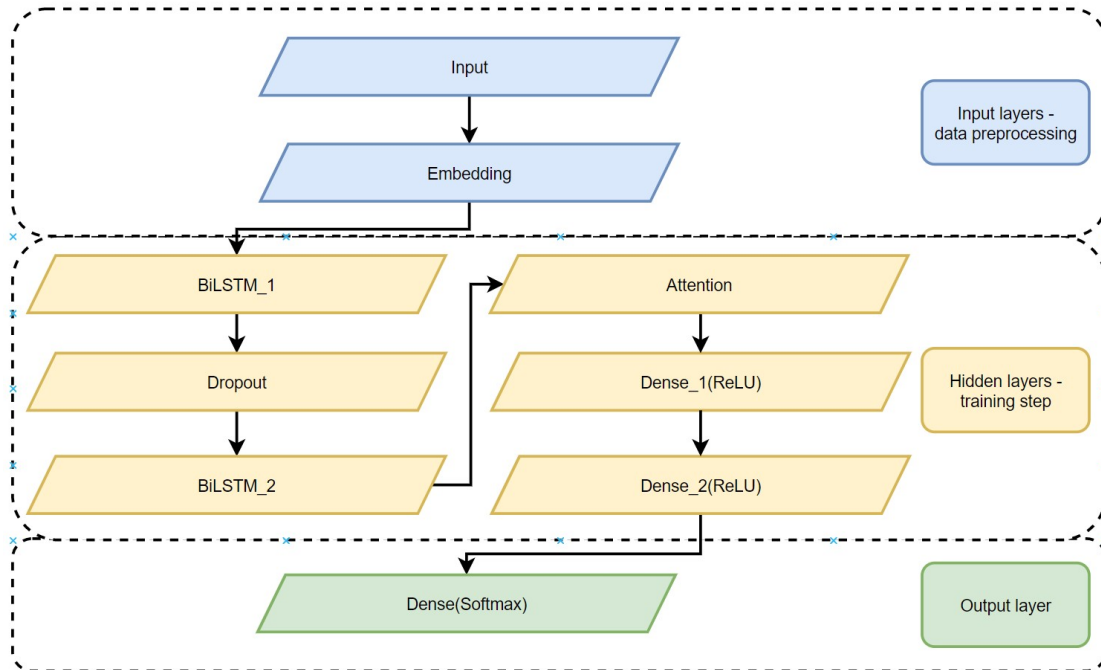 Input
Input layers -
data preprocessing
Embedding
BiLSTM_1
Dropout
BiLSTM_2
Attention
Dense_1(ReLU)
Dense_2(ReLU)
Hidden layers -
training step
Dense(Softmax)
Output layer